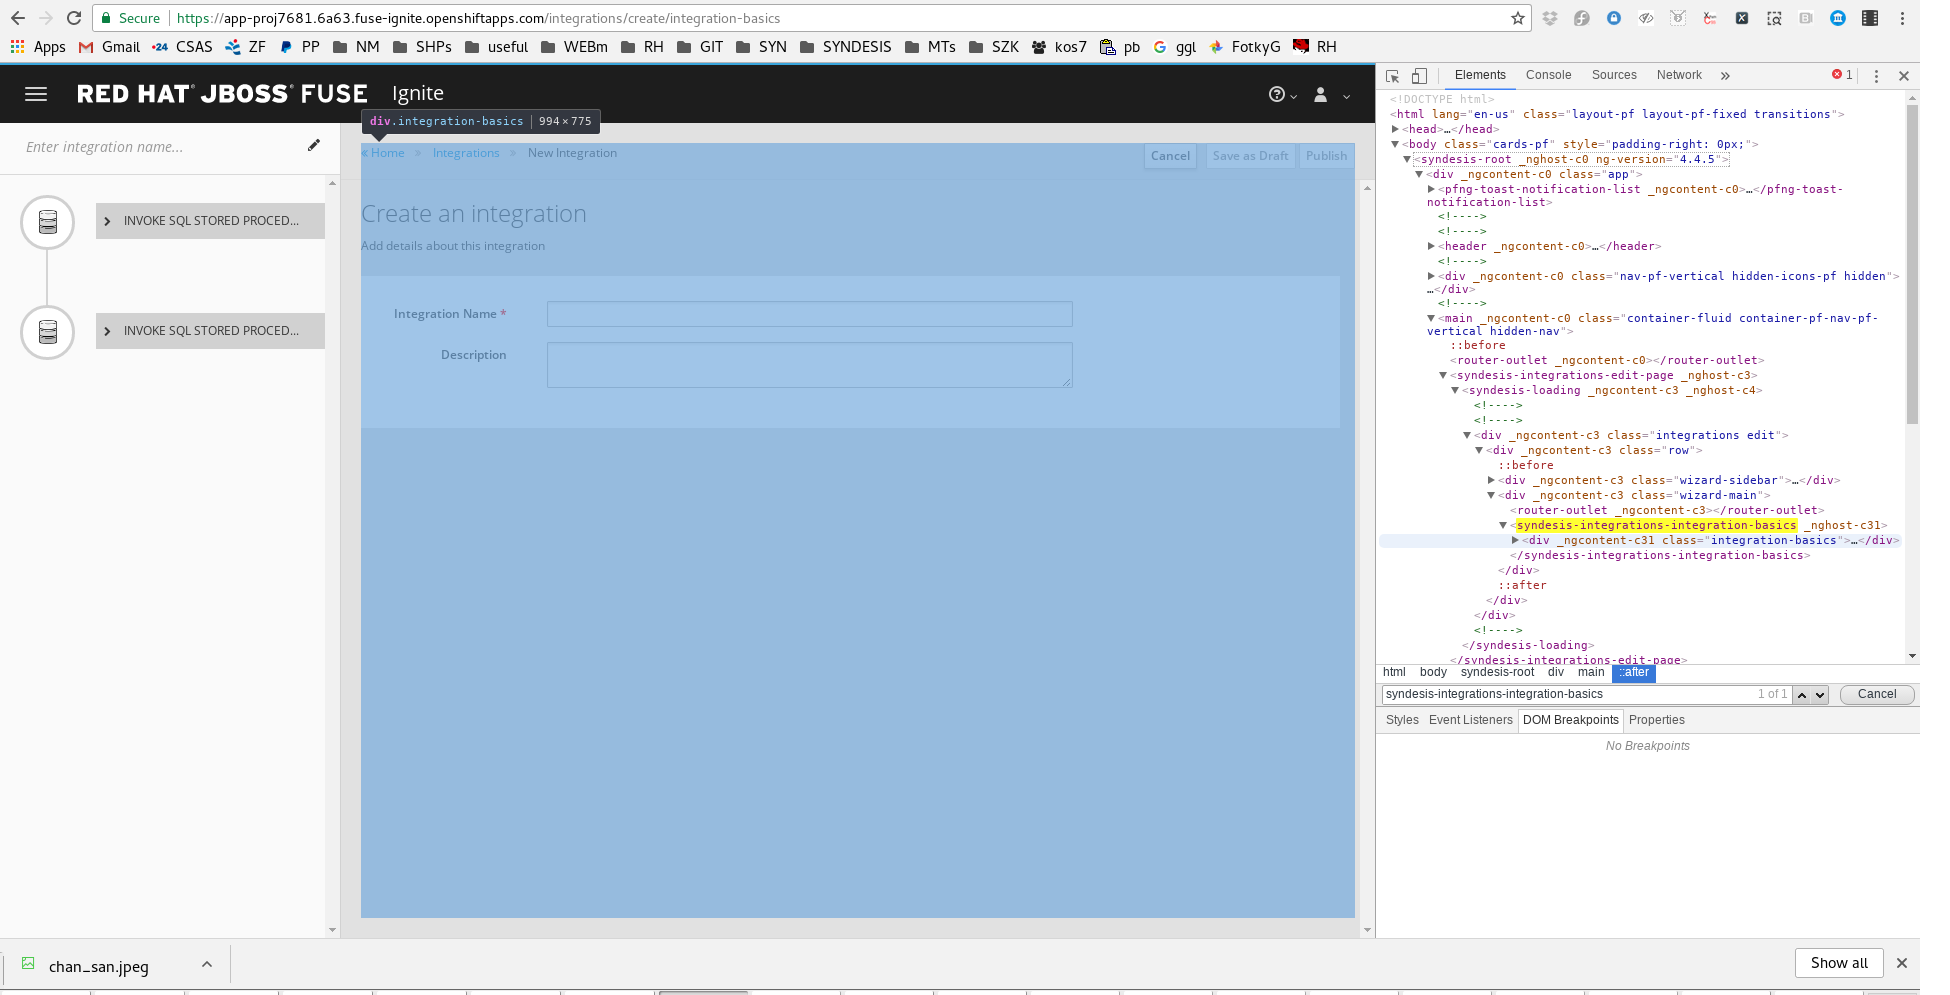 Secure https://app-proj7681.6a63.fuse-ignite.openshiftapps.com/integrations/create/integration-basics
Apps Gmail CSAS ZF PP NM SHPs useful WEBm RH GIT SYN SYNDESIS MTs SZK kos7 pb ggl FotkyG RH
RED HAT JBOSS FUSE Ignite
div.integration-basics | 994×775
Enter integration name...
« Home » Integrations » New Integration
Cancel Save as Draft Publish
INVOKE SQL STORED PROCED...
INVOKE SQL STORED PROCED...
Create an integration
Add details about this integration
Integration Name *
Description
Elements Console Sources Network » 1
<!DOCTYPE html>
<html lang="en-us" class="layout-pf layout-pf-fixed transitions">
<head>…</head>
<body class="cards-pf" style="padding-right: 0px;">
<syndesis-root _nghost-c0 ng-version="4.4.5">
<div _ngcontent-c0 class="app">
<pfng-toast-notification-list _ngcontent-c0>…</pfng-toast-
notification-list>
<!---->
<!---->
<header _ngcontent-c0>…</header>
<!---->
<div _ngcontent-c0 class="nav-pf-vertical hidden-icons-pf hidden">
…</div>
<!---->
<main _ngcontent-c0 class="container-fluid container-pf-nav-pf-
vertical hidden-nav">
::before
<router-outlet _ngcontent-c0></router-outlet>
<syndesis-integrations-edit-page _nghost-c3>
<syndesis-loading _ngcontent-c3 _nghost-c4>
<!---->
<!---->
<div _ngcontent-c3 class="integrations edit">
<div _ngcontent-c3 class="row">
::before
<div _ngcontent-c3 class="wizard-sidebar">…</div>
<div _ngcontent-c3 class="wizard-main">
<router-outlet _ngcontent-c3></router-outlet>
<syndesis-integrations-integration-basics _nghost-c31>
<div _ngcontent-c31 class="integration-basics">…</div>
</syndesis-integrations-integration-basics>
</div>
::after
</div>
</div>
<!---->
</syndesis-loading>
</syndesis-integrations-edit-page>
html body syndesis-root div main ::after
syndesis-integrations-integration-basics 1 of 1 Cancel
Styles Event Listeners DOM Breakpoints Properties
No Breakpoints
chan_san.jpeg
Show all